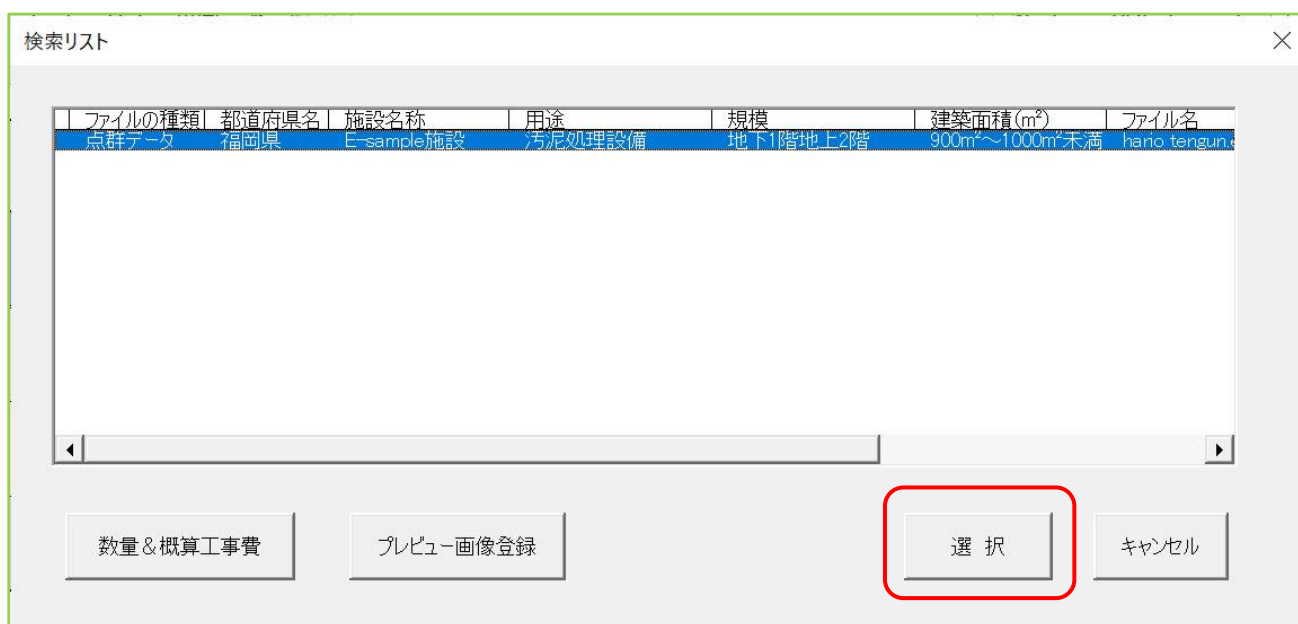 検索リスト
ファイルの種類 都道府県名 施設名称 用途 規模 建築面積(m²) ファイル名
点群データ 福岡県 E-sample施設 汚泥処理設備 地下1階地上2階 900m²～1000m²未満 hario tengun.e
数量&概算工事費 プレビュー画像登録 選 択 キャンセル